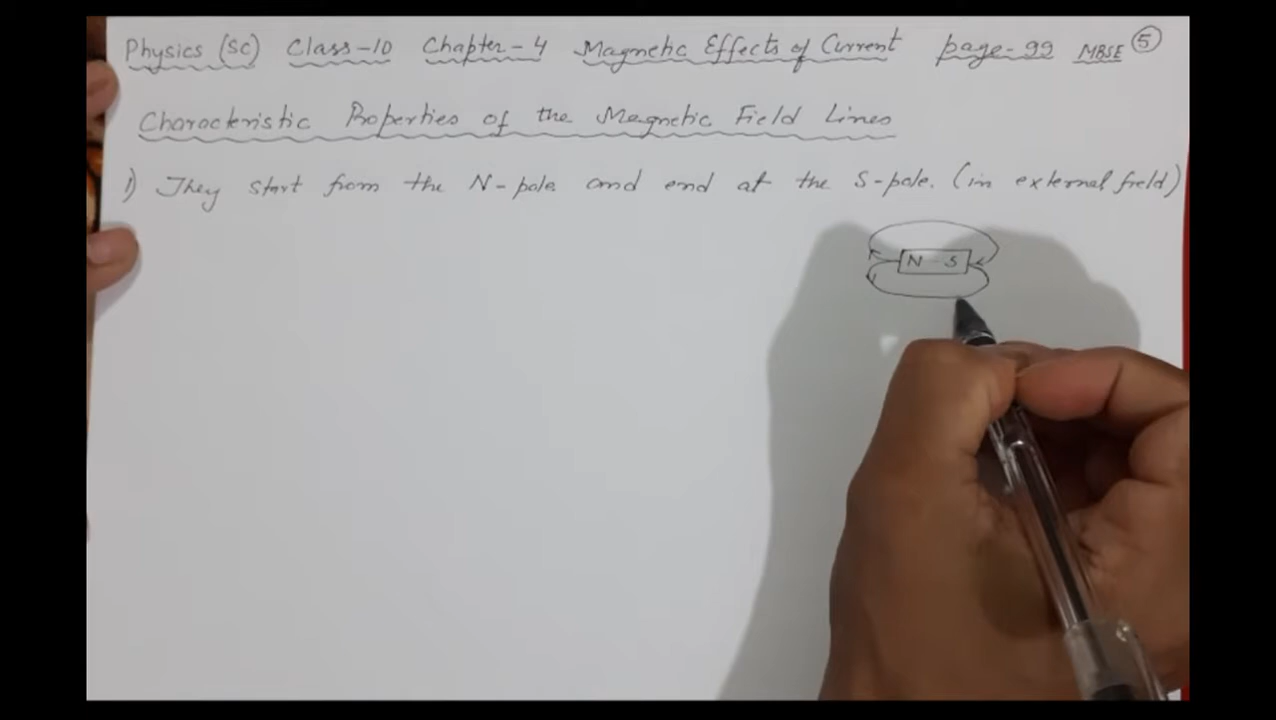 Physics (SC) Class-10 Chapter-4 Magnetic Effects of Current page-99 MBSE 5
Characteristic Properties of the Magnetic Field Lines
1) They start from the N-pole and end at the S-pole. (in external field)
N S